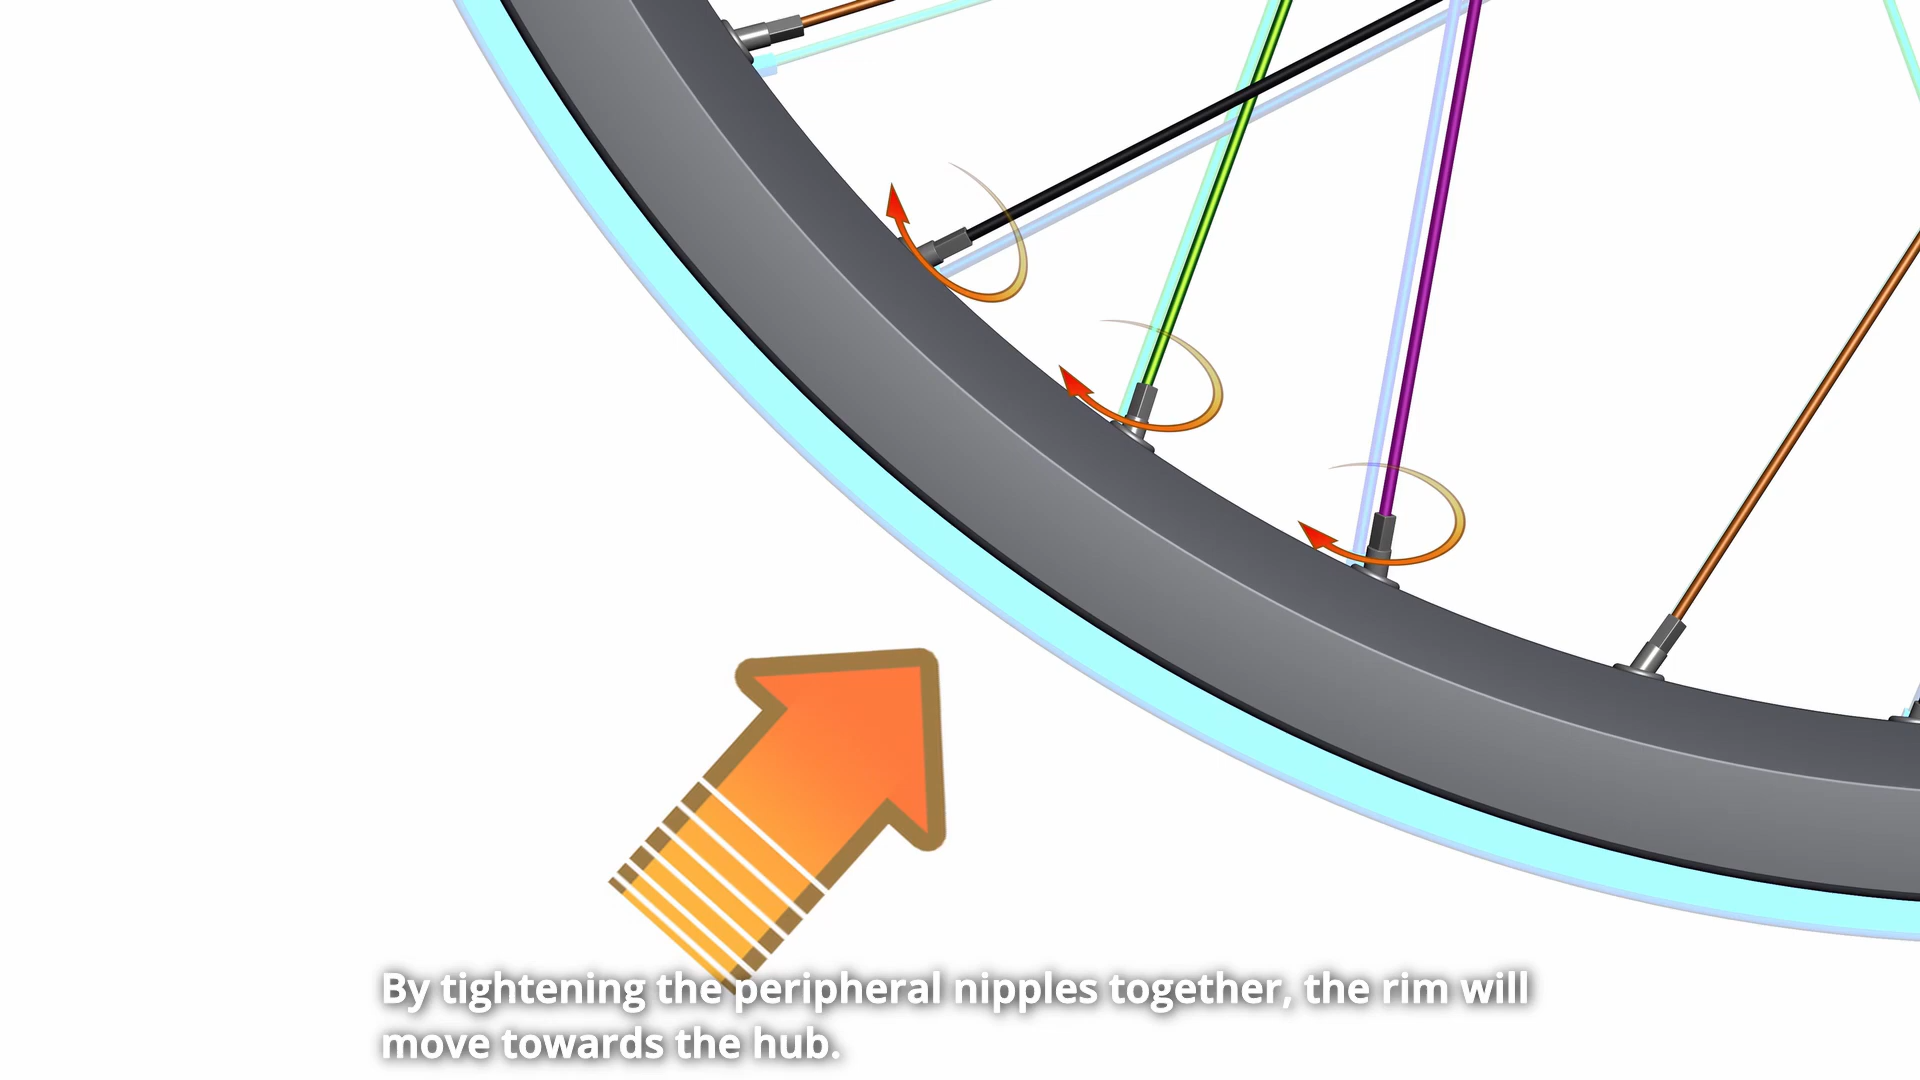 By tightening the peripheral nipples together, the rim will
move towards the hub.